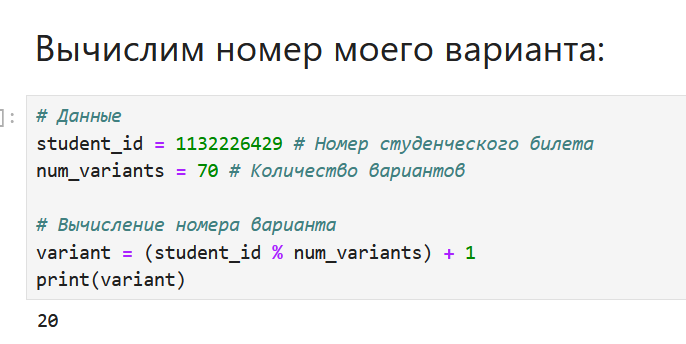 Вычислим номер моего варианта:
]:
# Данные
student_id = 1132226429 # Номер студенческого билета
num_variants = 70 # Количество вариантов
# Вычисление номера варианта
variant = (student_id % num_variants) + 1
print(variant)
20